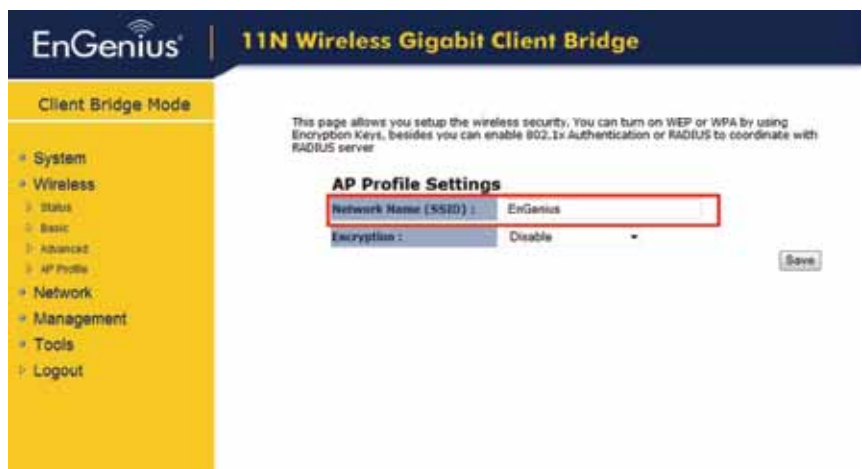 EnGenius
11N Wireless Gigabit Client Bridge
Client Bridge Mode
System
Wireless
Status
Basic
Advanced
AP Profile
Network
Management
Tools
Logout
This page allows you setup the wireless security. You can turn on WEP or WPA by using
Encryption Keys, besides you can enable 802.1x Authentication or RADIUS to coordinate with
RADIUS server
AP Profile Settings
Network Name (SSID) : EnGenius
Encryption : Disable
Save